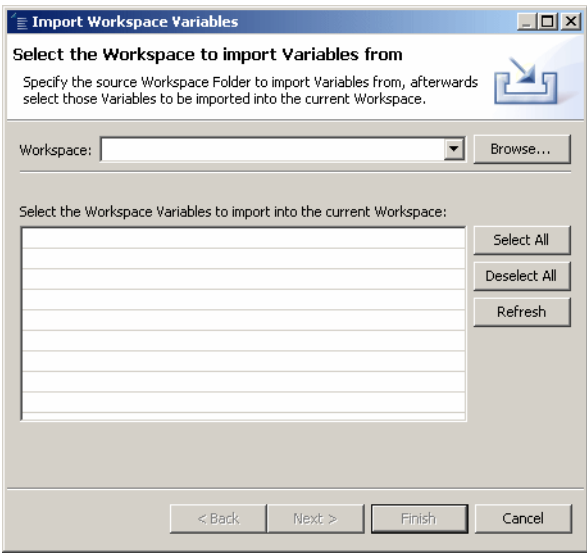 Import Workspace Variables
Select the Workspace to import Variables from
Specify the source Workspace Folder to import Variables from, afterwards
select those Variables to be imported into the current Workspace.
Workspace:
Browse...
Select the Workspace Variables to import into the current Workspace:
Select All
Deselect All
Refresh
< Back
Next >
Finish
Cancel